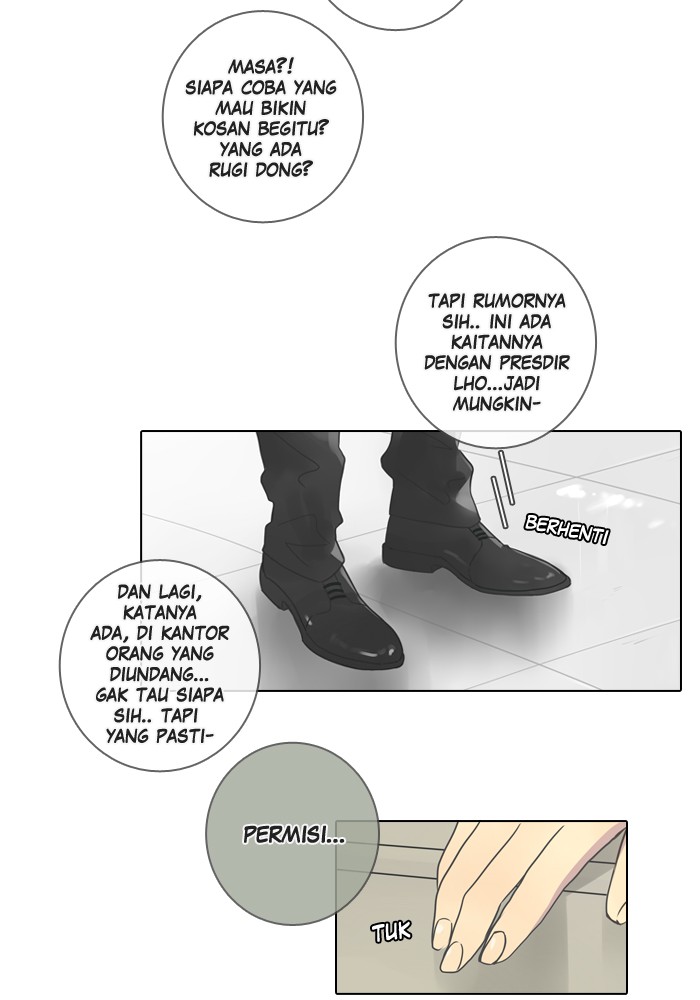 MASA?!
SIAPA COBA YANG
MAU BIKIN
KOSAN BEGITU?
YANG ADA
RUGI DONG?
TAPI RUMORNYA
SIH.. INI ADA
KAITANNYA
DENGAN PRESDIR
LHO...JADI
MUNGKIN-
BERHENTI
DAN LAGI,
KATANYA
ADA, DI KANTOR
ORANG YANG
DIUNDANG...
GAK TAU SIAPA
SIH.. TAPI
YANG PASTI-
PERMISI...
TUK